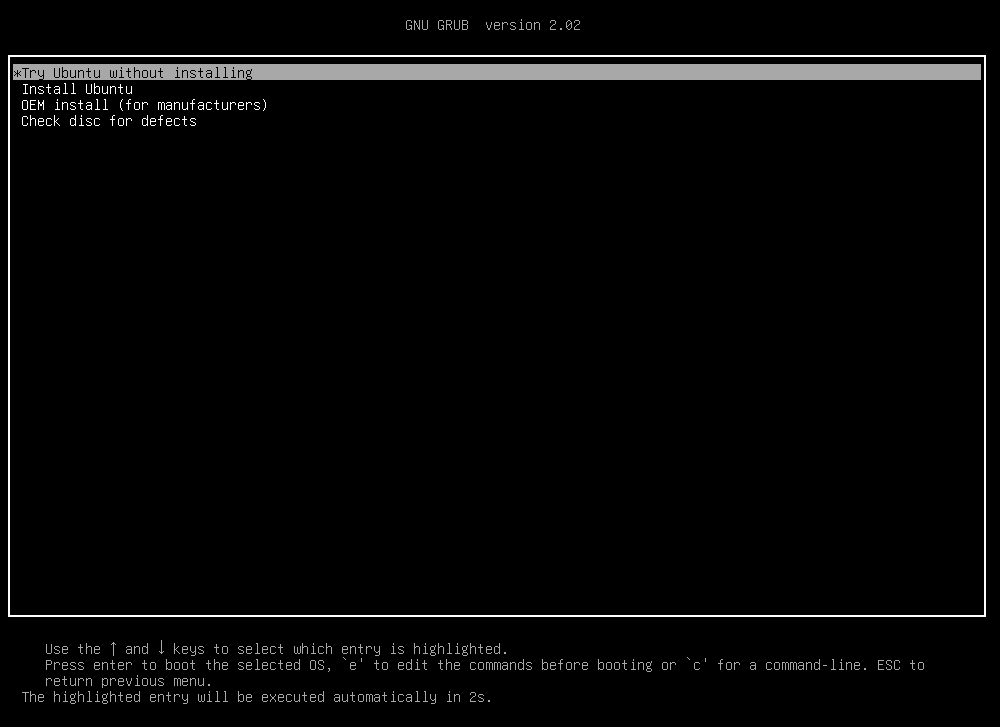 GNU GRUB  version 2.02
*Try Ubuntu without installing
Install Ubuntu
OEM install (for manufacturers)
Check disc for defects
Use the ↑ and ↓ keys to select which entry is highlighted.
Press enter to boot the selected OS, `e' to edit the commands before booting or `c' for a command-line. ESC to
return previous menu.
The highlighted entry will be executed automatically in 2s.